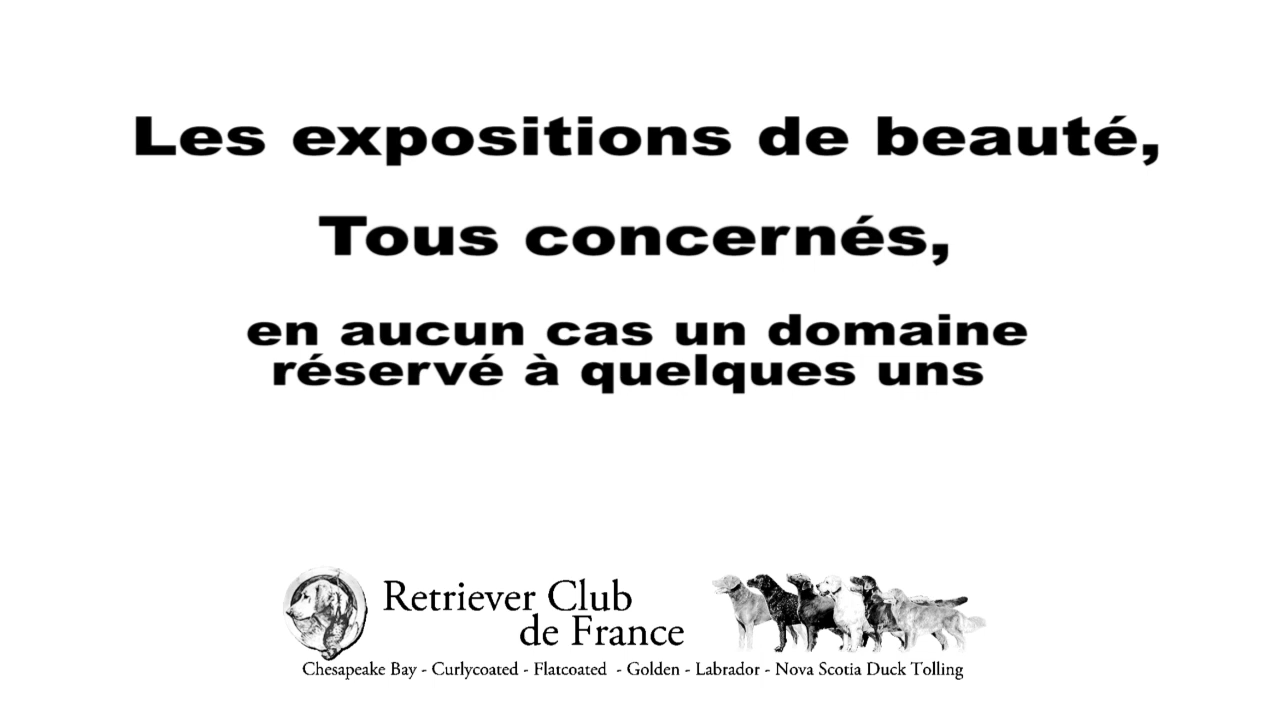 Les expositions de beauté,
Tous concernés,
en aucun cas un domaine
réservé à quelques uns
Retriever Club
de France
Chesapeake Bay - Curlycoated - Flatcoated - Golden - Labrador - Nova Scotia Duck Tolling